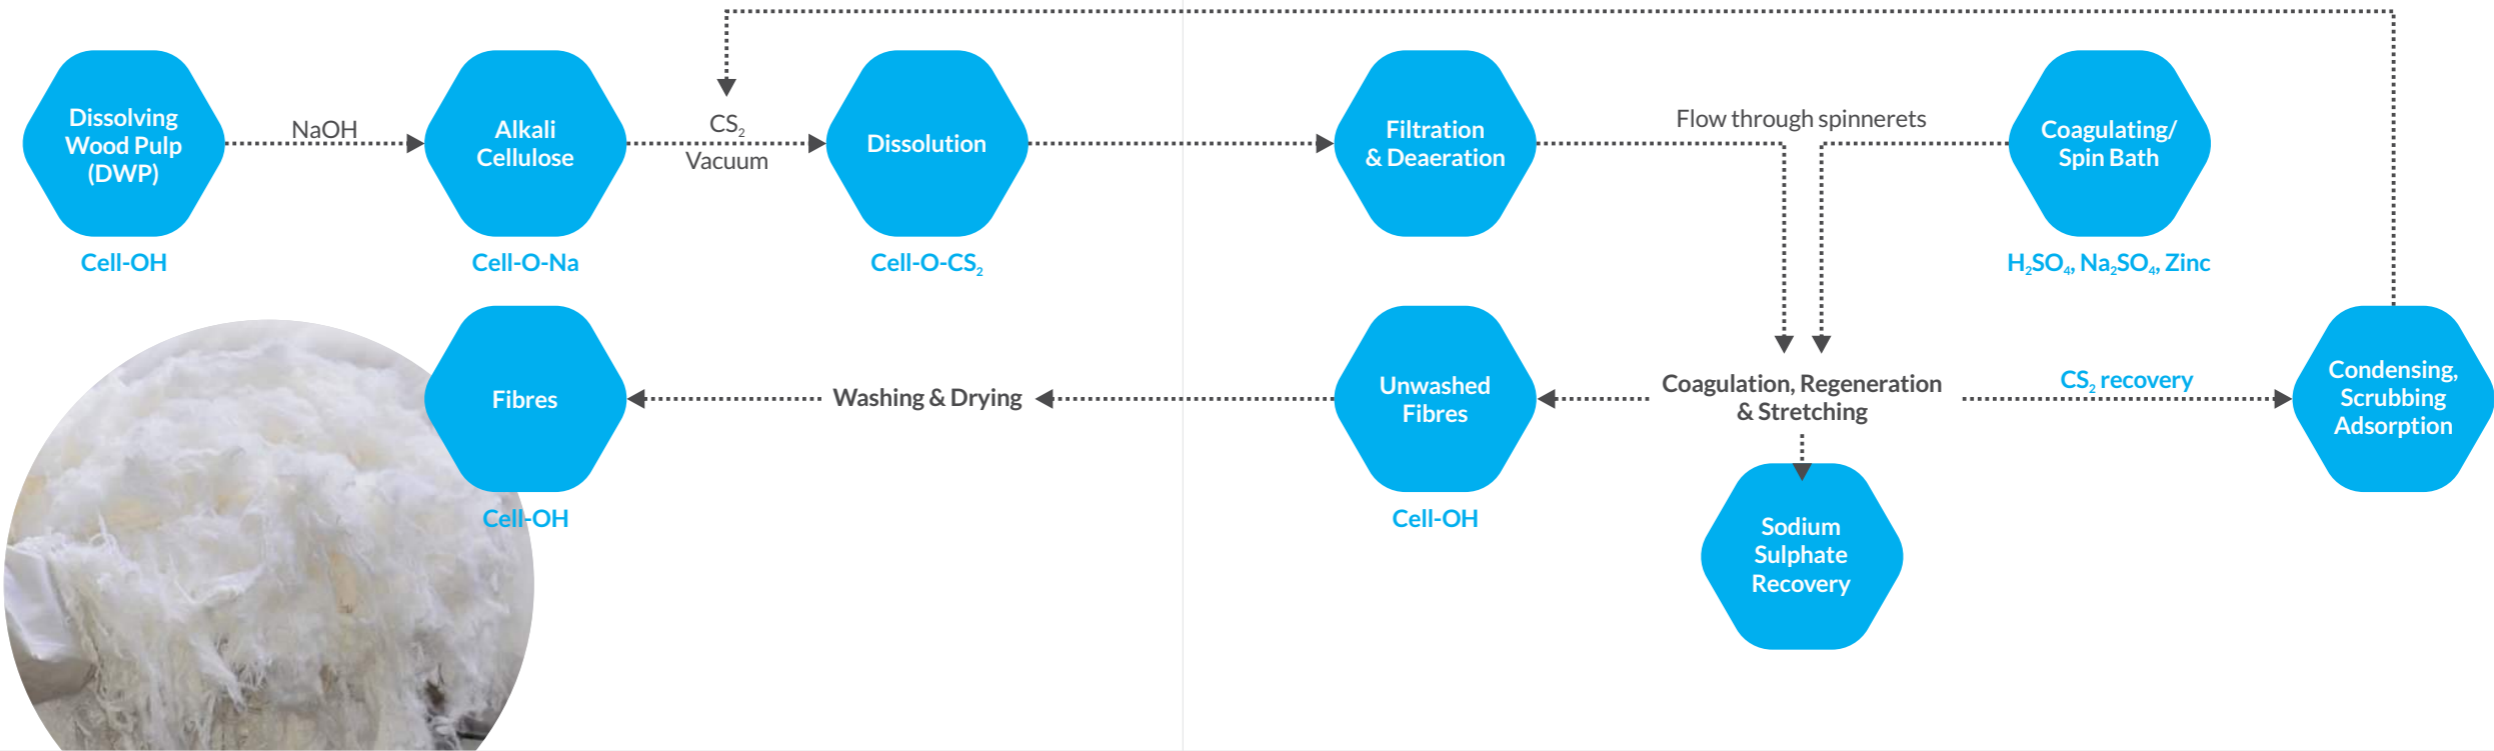 Dissolving
Wood Pulp
(DWP)
Cell-OH
NaOH
Alkali
Cellulose
Cell-O-Na
CS₂
Vacuum
Dissolution
Cell-O-CS₂
Filtration
& Deaeration
Flow through spinnerets
Coagulating/
Spin Bath
H₂SO₄, Na₂SO₄, Zinc
Fibres
Cell-OH
Washing & Drying
Unwashed
Fibres
Cell-OH
Coagulation, Regeneration
& Stretching
CS₂ recovery
Condensing,
Scrubbing
Adsorption
Sodium
Sulphate
Recovery